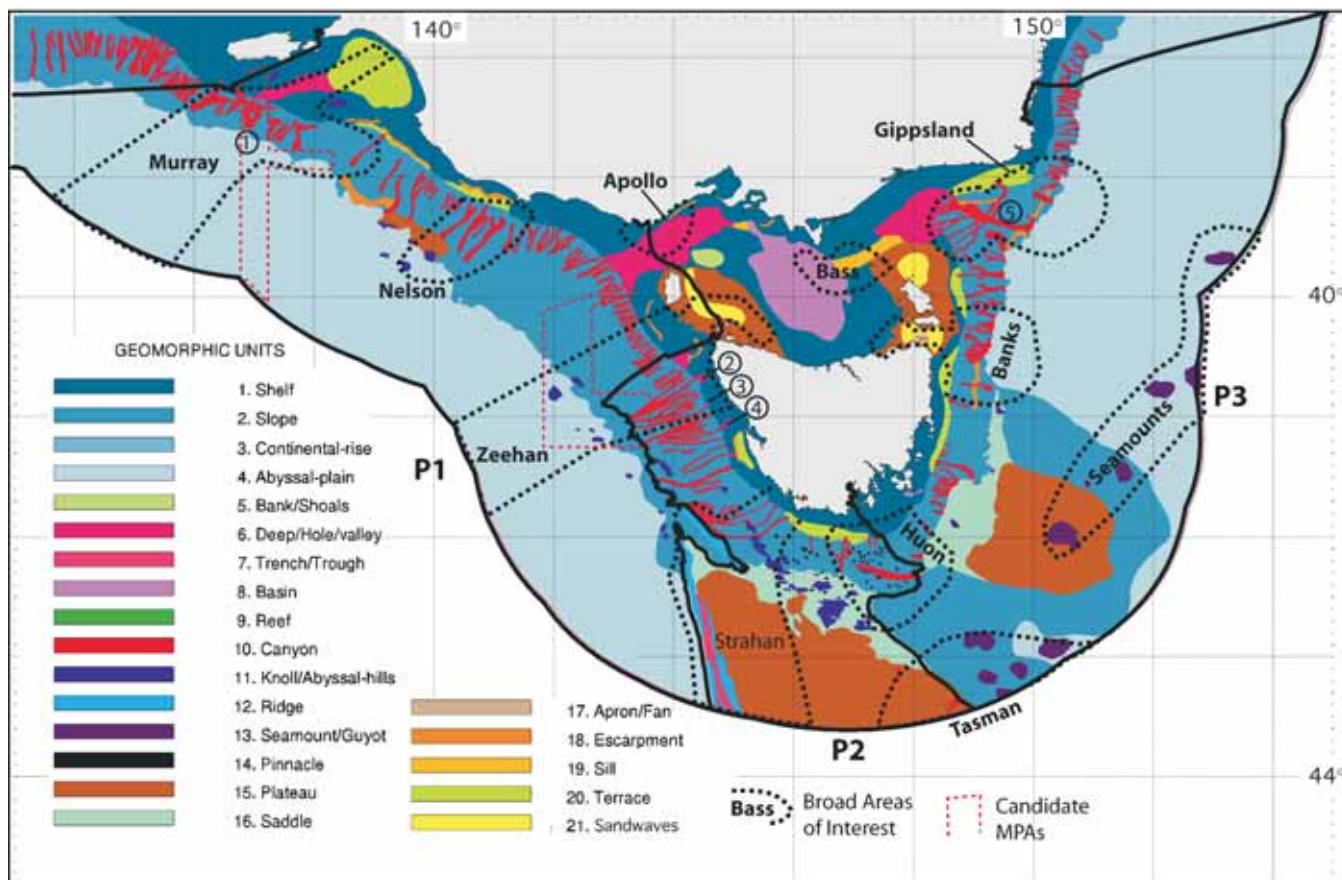 140°
150°
Gippsland
①
Murray
Apollo
⑤
Bass
Nelson
40°
GEOMORPHIC UNITS
Banks
②
③
④
P3
1. Shelf
2. Slope
3. Continental-rise
4. Abyssal-plain
5. Bank/Shoals
6. Deep/Hole/valley
7. Trench/Trough
8. Basin
9. Reef
10. Canyon
11. Knoll/Abyssal-hills
12. Ridge
13. Seamount/Guyot
14. Pinnacle
15. Plateau
16. Saddle
Zeehan
P1
Seamounts
Huon
Strahan
Tasman
P2
17. Apron/Fan
18. Escarpment
19. Sill
20. Terrace
21. Sandwaves
44°
Bass
Broad Areas
of Interest
Candidate
MPAs